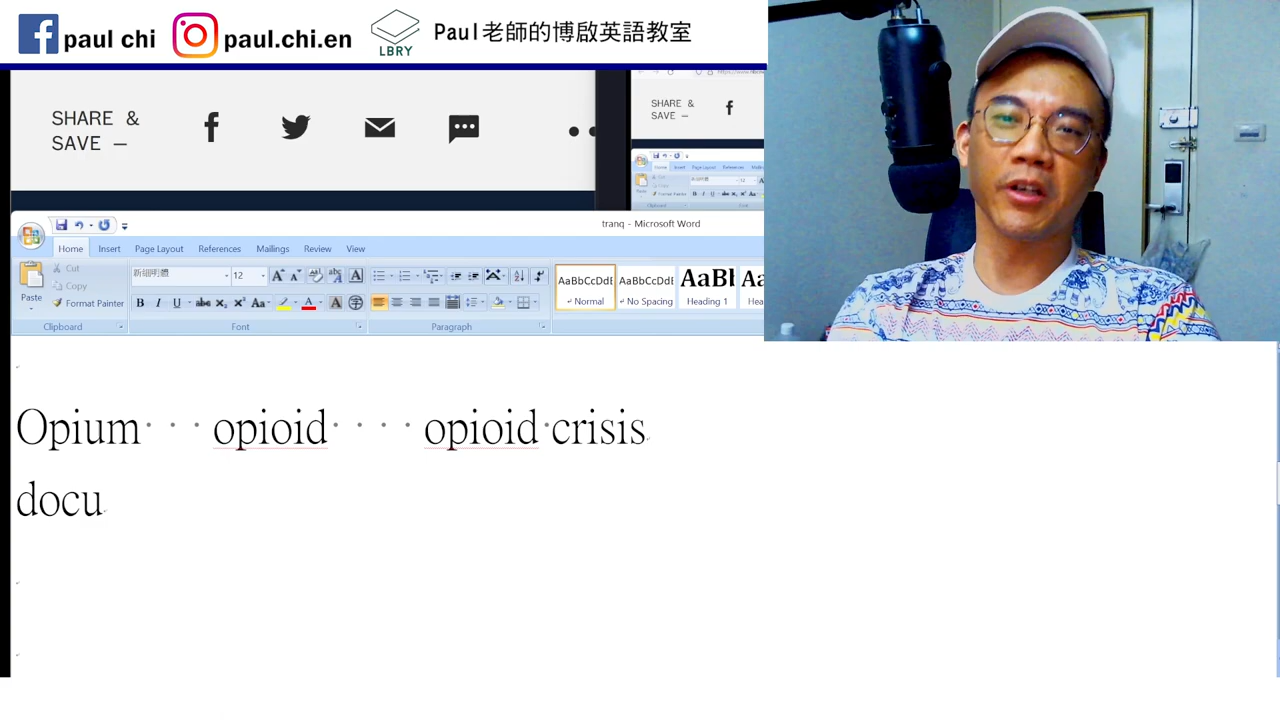 paul chi
paul.chi.en
LBRY
Paul老師的博啟英語教室
SHARE &
SAVE —
SHARE &
SAVE —
tranq - Microsoft Word
Home Insert Page Layout References Mailings Review View
Cut
Copy
Format Painter
Paste
新細明體 12
AaBbCcDdE AaBbCcDdE AaBb
Normal No Spacing Heading 1
Clipboard Font Paragraph
Opium opioid opioid crisis
docu